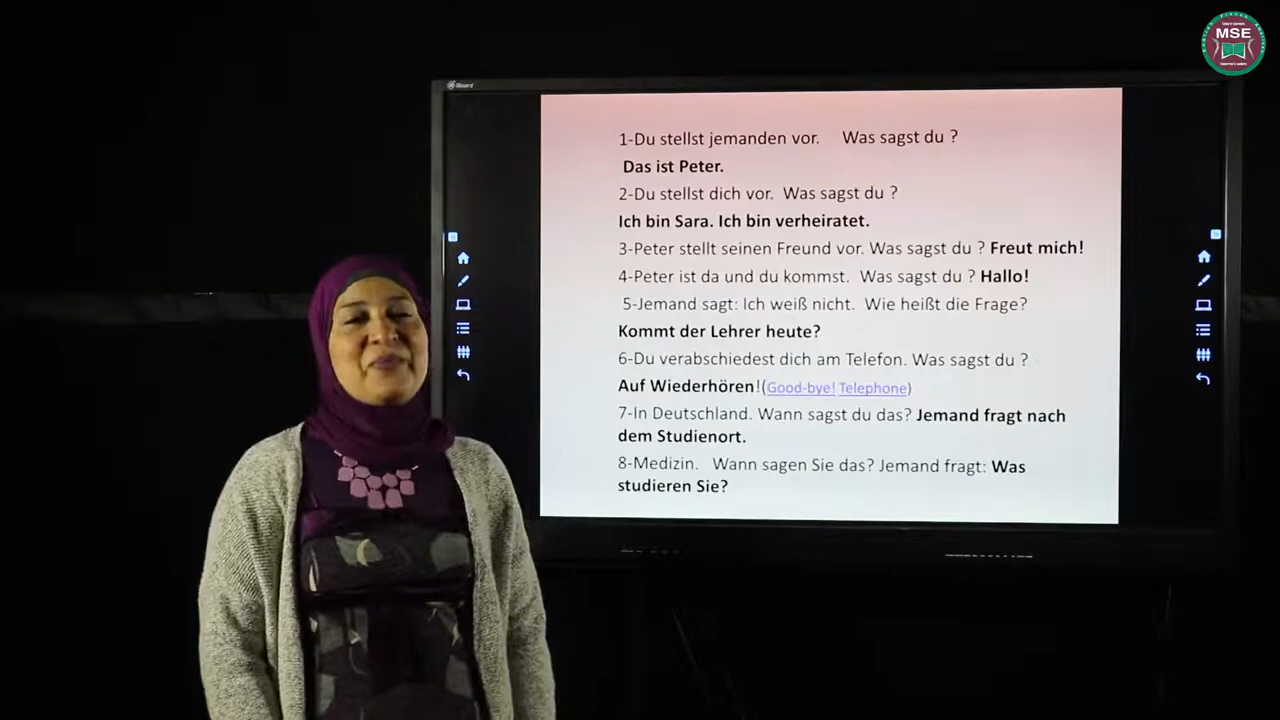 MSE
1-Du stellst jemanden vor. Was sagst du ?
Das ist Peter.
2-Du stellst dich vor. Was sagst du ?
Ich bin Sara. Ich bin verheiratet.
3-Peter stellt seinen Freund vor. Was sagst du ? Freut mich!
4-Peter ist da und du kommst. Was sagst du ? Hallo!
5-Jemand sagt: Ich weiß nicht. Wie heißt die Frage?
Kommt der Lehrer heute?
6-Du verabschiedest dich am Telefon. Was sagst du ?
Auf Wiederhören!(Good-bye! Telephone)
7-In Deutschland. Wann sagst du das? Jemand fragt nach
dem Studienort.
8-Medizin. Wann sagen Sie das? Jemand fragt: Was
studieren Sie?